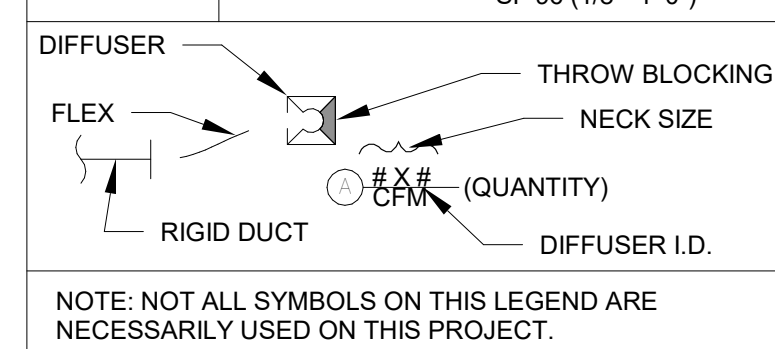 DIFFUSER
THROW BLOCKING
FLEX
NECK SIZE
A
# X #
CFM
(QUANTITY)
RIGID DUCT
DIFFUSER I.D.
NOTE: NOT ALL SYMBOLS ON THIS LEGEND ARE
NECESSARILY USED ON THIS PROJECT.